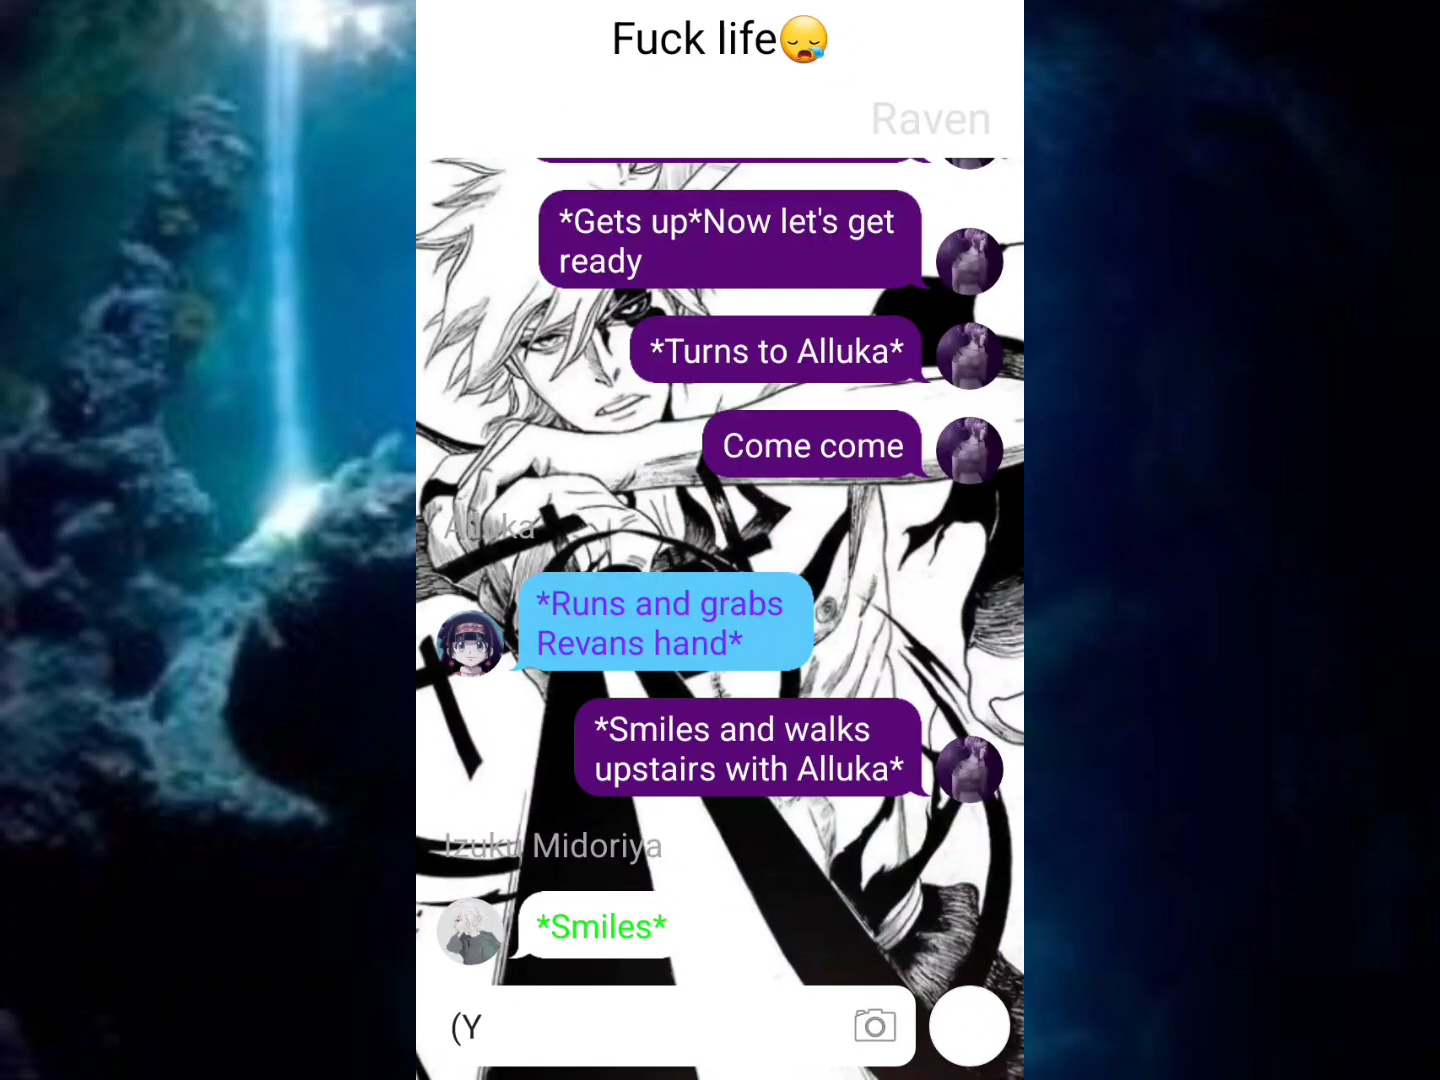 Fuck life😪
Raven
*Gets up*Now let's get
ready
*Turns to Alluka*
Come come
Alluka
*Runs and grabs
Revans hand*
*Smiles and walks
upstairs with Alluka*
Izuku Midoriya
*Smiles*
(Y